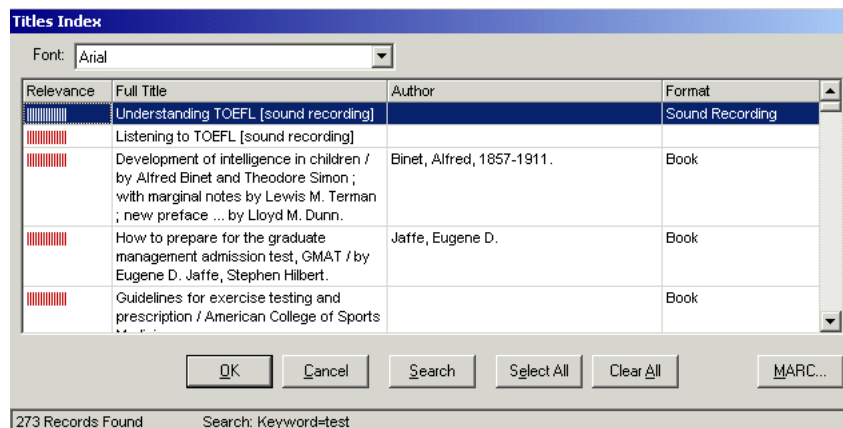 Titles Index
Font: Arial
Relevance Full Title Author Format
Understanding TOEFL [sound recording] Sound Recording
Listening to TOEFL [sound recording]
Development of intelligence in children / Binet, Alfred, 1857-1911. Book
by Alfred Binet and Theodore Simon ;
with marginal notes by Lewis M. Terman
; new preface ... by Lloyd M. Dunn.
How to prepare for the graduate Jaffe, Eugene D. Book
management admission test, GMAT / by
Eugene D. Jaffe, Stephen Hilbert.
Guidelines for exercise testing and Book
prescription / American College of Sports
OK Cancel Search Select All Clear All MARC...
273 Records Found Search: Keyword=test